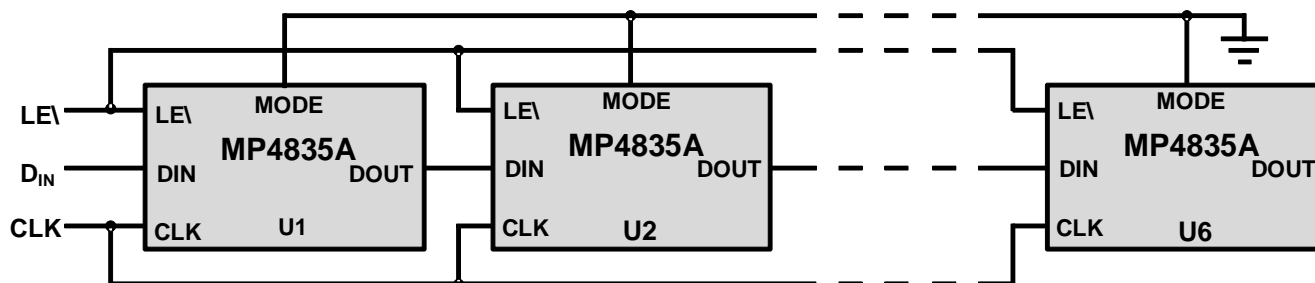 LE\
D_IN
CLK
MODE
LE\
MP4835A
DIN
DOUT
CLK
U1
MODE
LE\
MP4835A
DIN
DOUT
CLK
U2
MODE
LE\
MP4835A
DIN
DOUT
CLK
U6